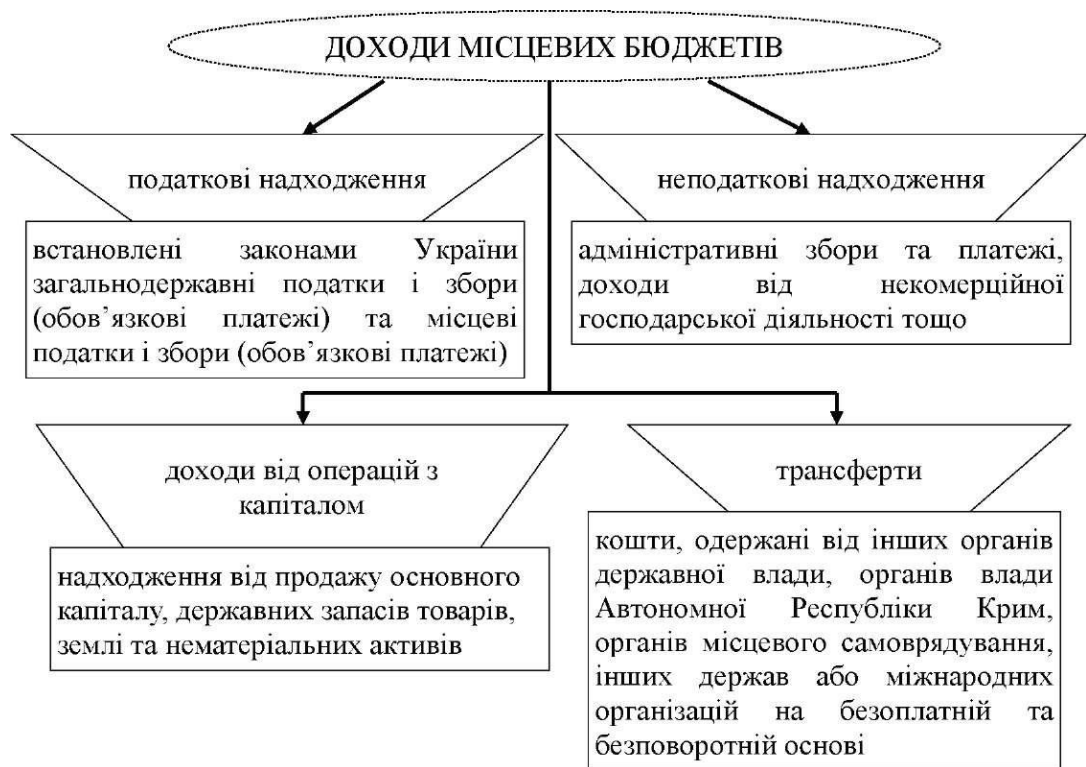 ДОХОДИ МІСЦЕВИХ БЮДЖЕТІВ
податкові надходження
встановлені законами України
загальнодержавні податки і збори
(обов’язкові платежі) та місцеві
податки і збори (обов’язкові платежі)
неподаткові надходження
адміністративні збори та платежі,
доходи від некомерційної
господарської діяльності тощо
доходи від операцій з
капіталом
надходження від продажу основного
капіталу, державних запасів товарів,
землі та нематеріальних активів
трансферти
кошти, одержані від інших органів
державної влади, органів влади
Автономної Республіки Крим,
органів місцевого самоврядування,
інших держав або міжнародних
організацій на безоплатній та
безповоротній основі